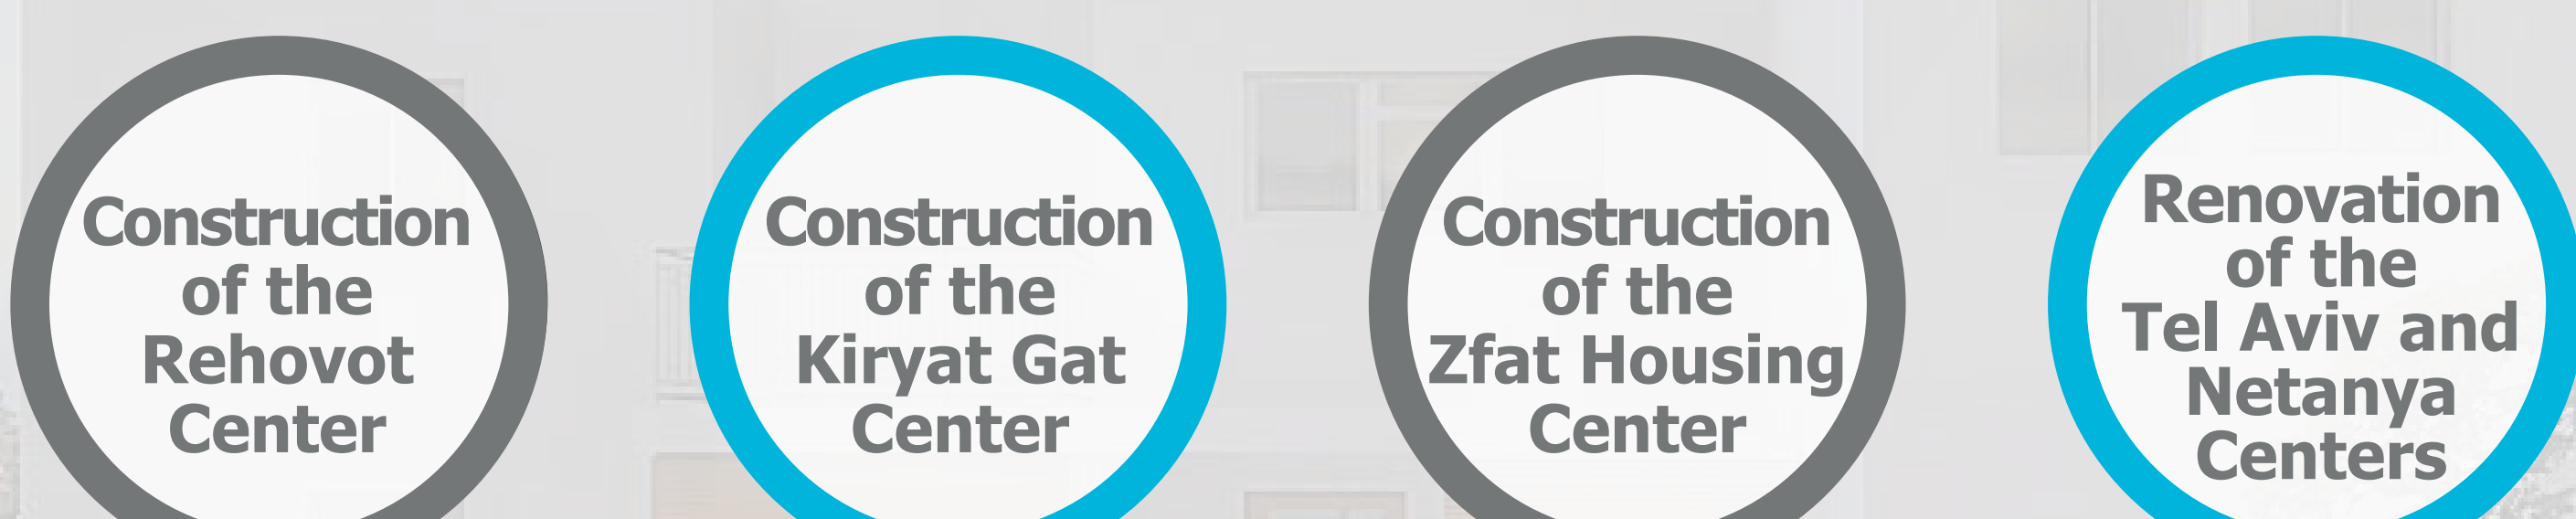 Construction
of the
Rehovot
Center
Construction
of the
Kiryat Gat
Center
Construction
of the
Zfat Housing
Center
Renovation
of the
Tel Aviv and
Netanya
Centers